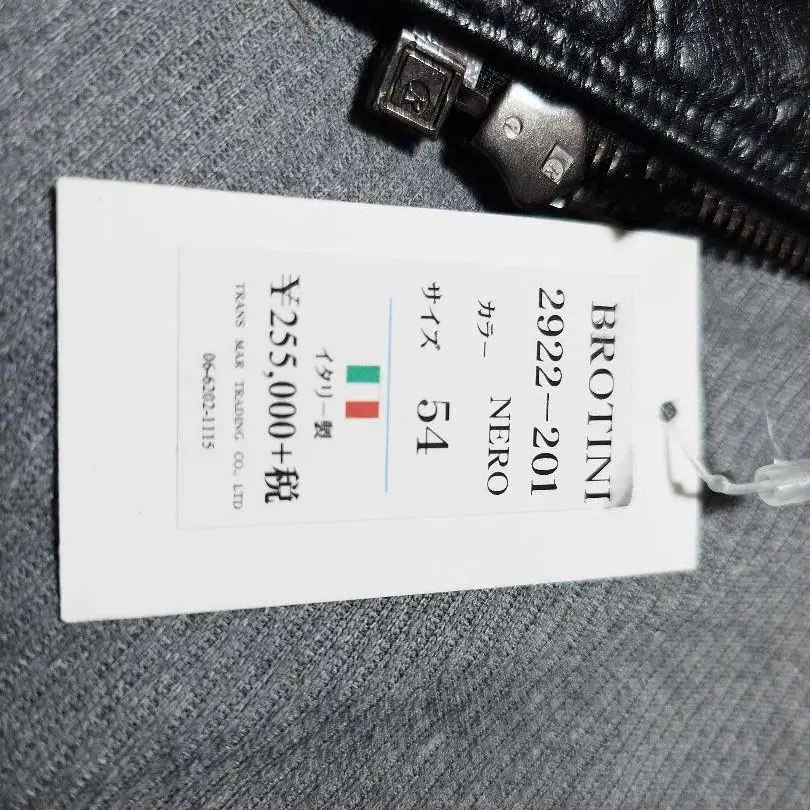 BROTINI
2922-201
カラー NERO
サイズ 54
イタリー製
¥255,000+税
TRANS MAR TRADING CO., LTD
06-6202-1115